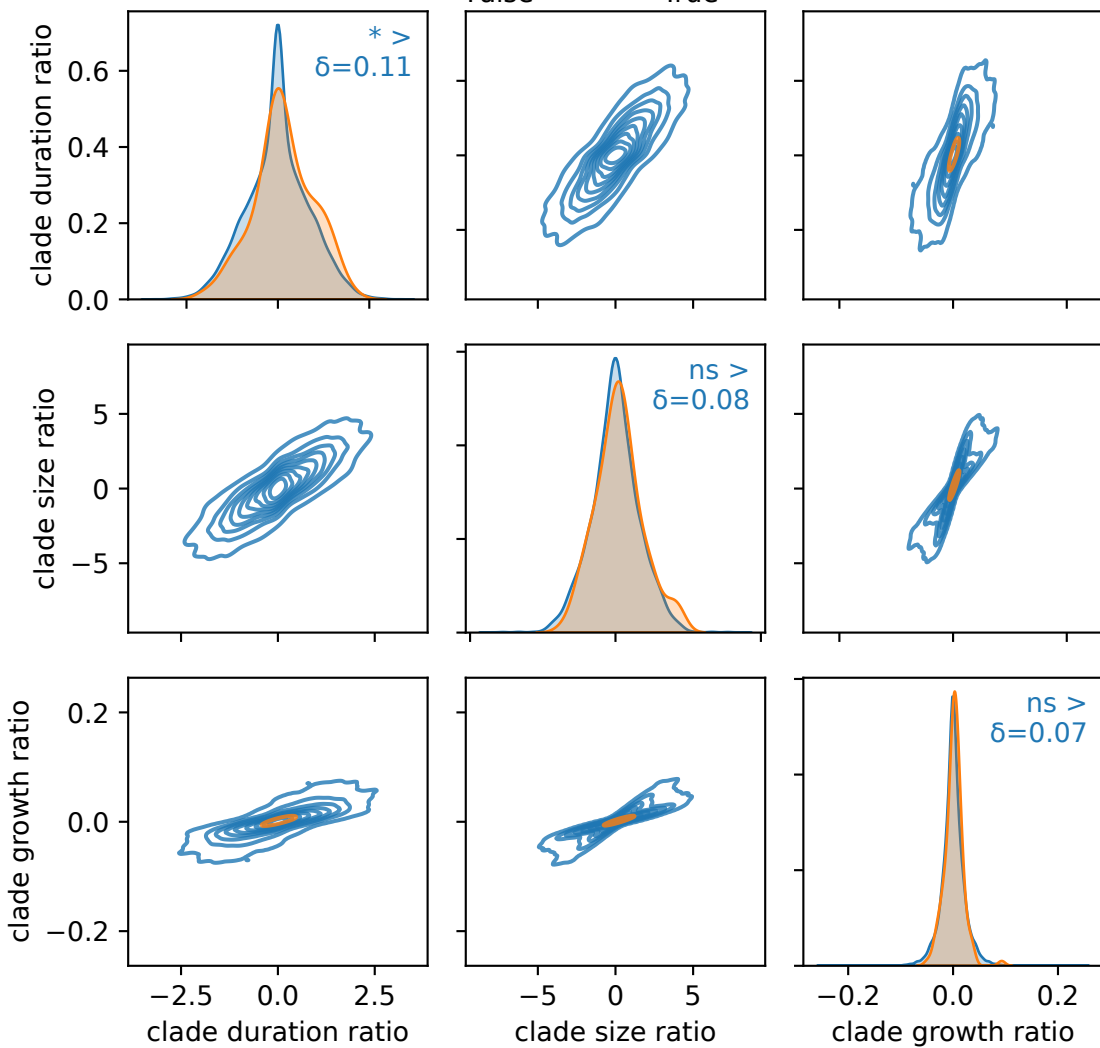 True
clade duration ratio
0.6
0.4
0.2
0.0
* >
δ=0.11
clade size ratio
5
0
−5
ns >
δ=0.08
clade growth ratio
0.2
0.0
−0.2
ns >
δ=0.07
−2.5 0.0 2.5
−5 0 5
−0.2 0.0 0.2
clade duration ratio
clade size ratio
clade growth ratio